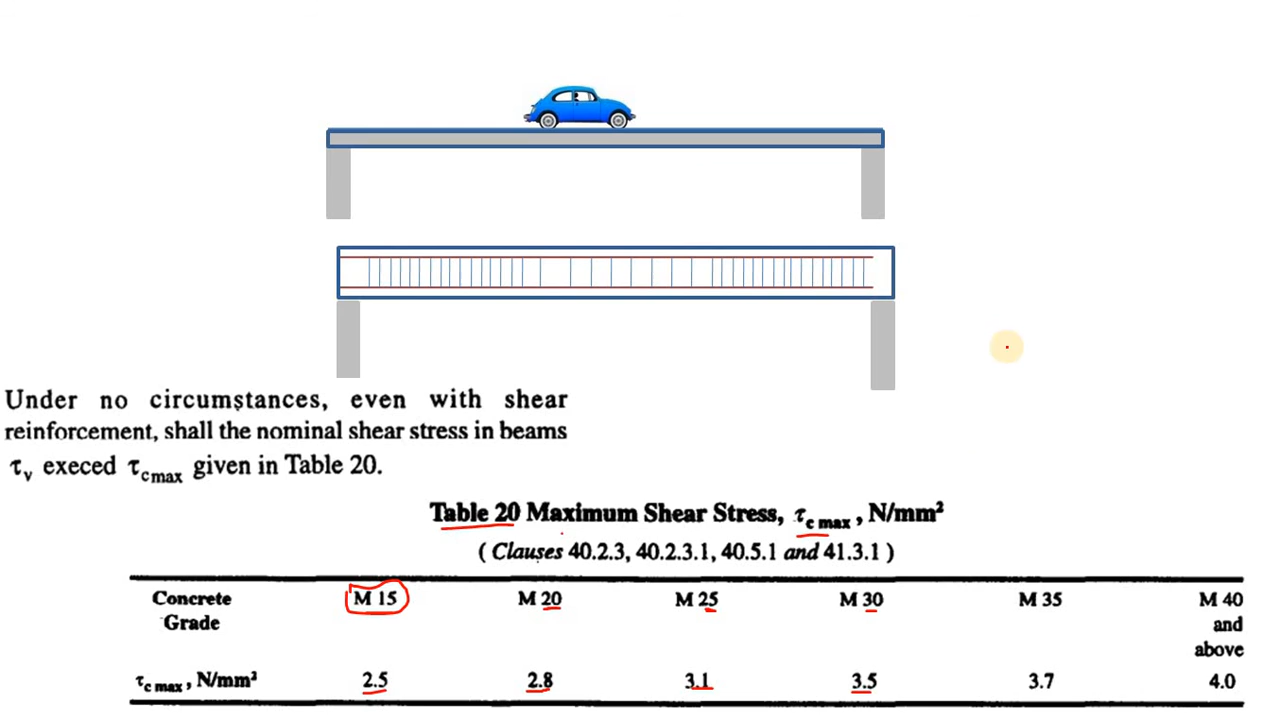 Under no circumstances, even with shear
reinforcement, shall the nominal shear stress in beams
τv execed τcmax given in Table 20.
Table 20 Maximum Shear Stress, τc max , N/mm²
( Clauses 40.2.3, 40.2.3.1, 40.5.1 and 41.3.1 )
Concrete Grade M 15 M 20 M 25 M 30 M 35 M 40 and above
τc max , N/mm² 2.5 2.8 3.1 3.5 3.7 4.0